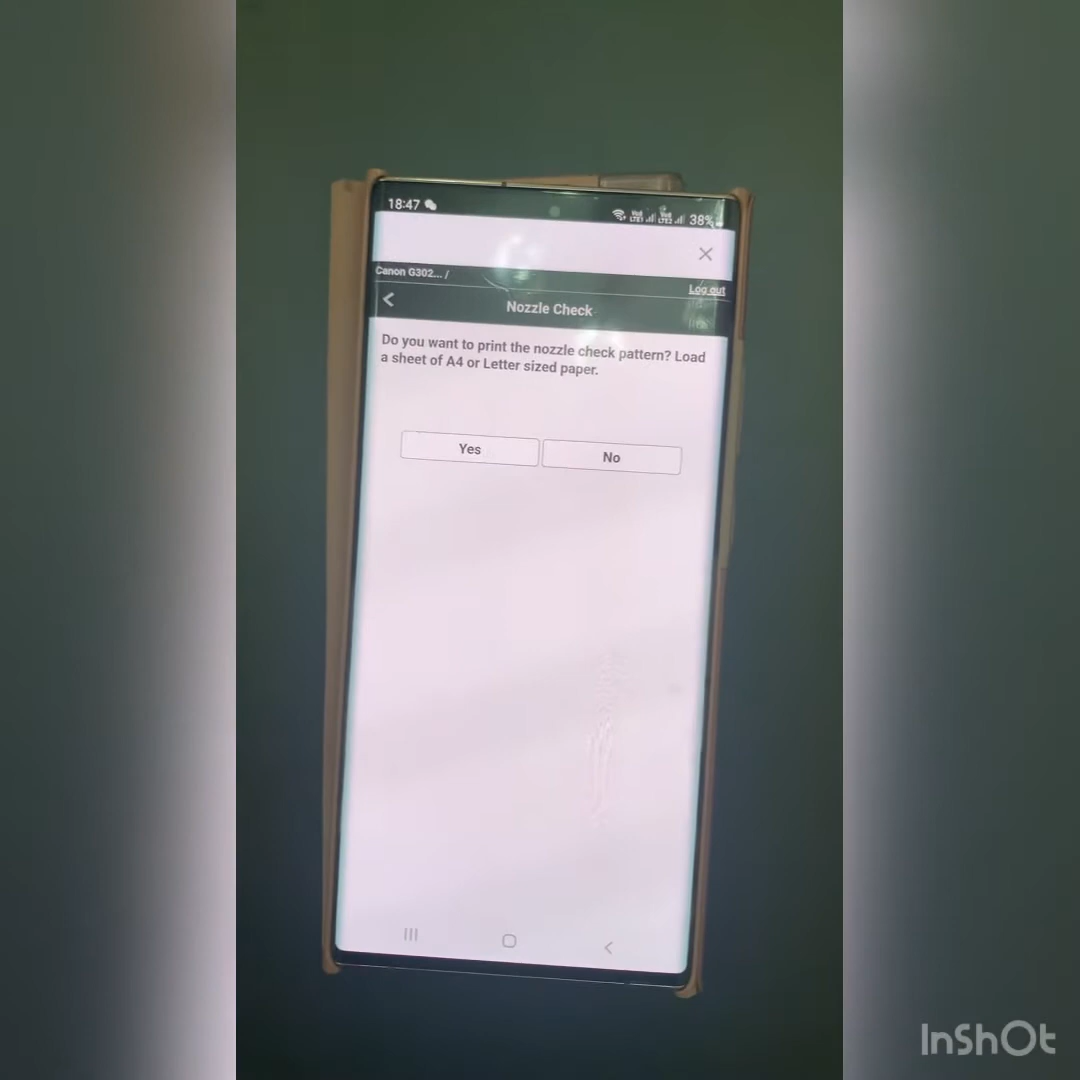 18:47
38%
Canon G302... /
Log out
Nozzle Check
Do you want to print the nozzle check pattern? Load
a sheet of A4 or Letter sized paper.
Yes
No
InShOt